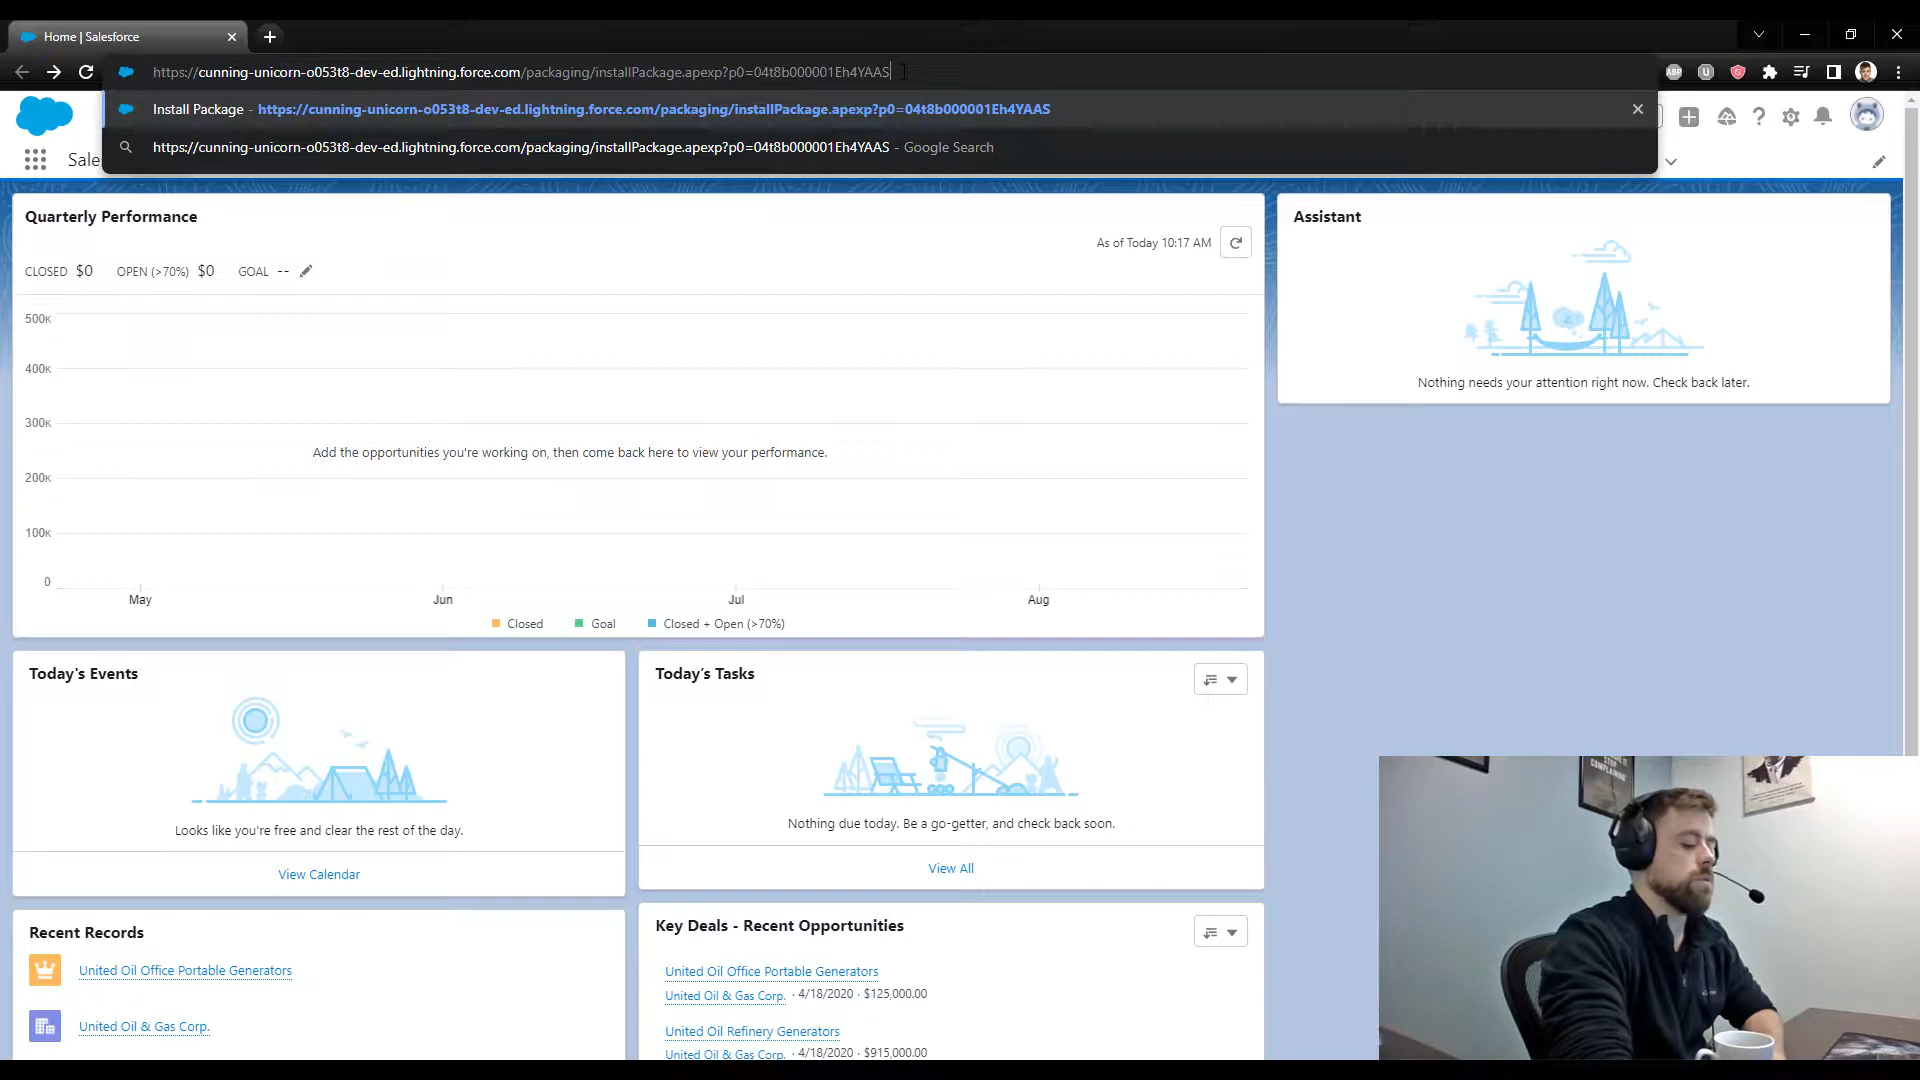 Home | Salesforce
https://cunning-unicorn-o053t8-dev-ed.lightning.force.com/packaging/installPackage.apexp?p0=04t8b000001Eh4YAAS
ABP
U
Install Package - https://cunning-unicorn-o053t8-dev-ed.lightning.force.com/packaging/installPackage.apexp?p0=04t8b000001Eh4YAAS
Sales
https://cunning-unicorn-o053t8-dev-ed.lightning.force.com/packaging/installPackage.apexp?p0=04t8b000001Eh4YAAS - Google Search
Quarterly Performance
As of Today 10:17 AM
CLOSED $0 OPEN (>70%) $0 GOAL --
500K
400K
300K
200K
100K
0
Add the opportunities you're working on, then come back here to view your performance.
May Jun Jul Aug
Closed Goal Closed + Open (>70%)
Assistant
Nothing needs your attention right now. Check back later.
Today's Events
Looks like you're free and clear the rest of the day.
View Calendar
Today's Tasks
Nothing due today. Be a go-getter, and check back soon.
View All
Recent Records
United Oil Office Portable Generators
United Oil & Gas Corp.
Key Deals - Recent Opportunities
United Oil Office Portable Generators
United Oil & Gas Corp. · 4/18/2020 · $125,000.00
United Oil Refinery Generators
United Oil & Gas Corp. · 4/18/2020 · $915,000.00
STOP
COMPLAINING